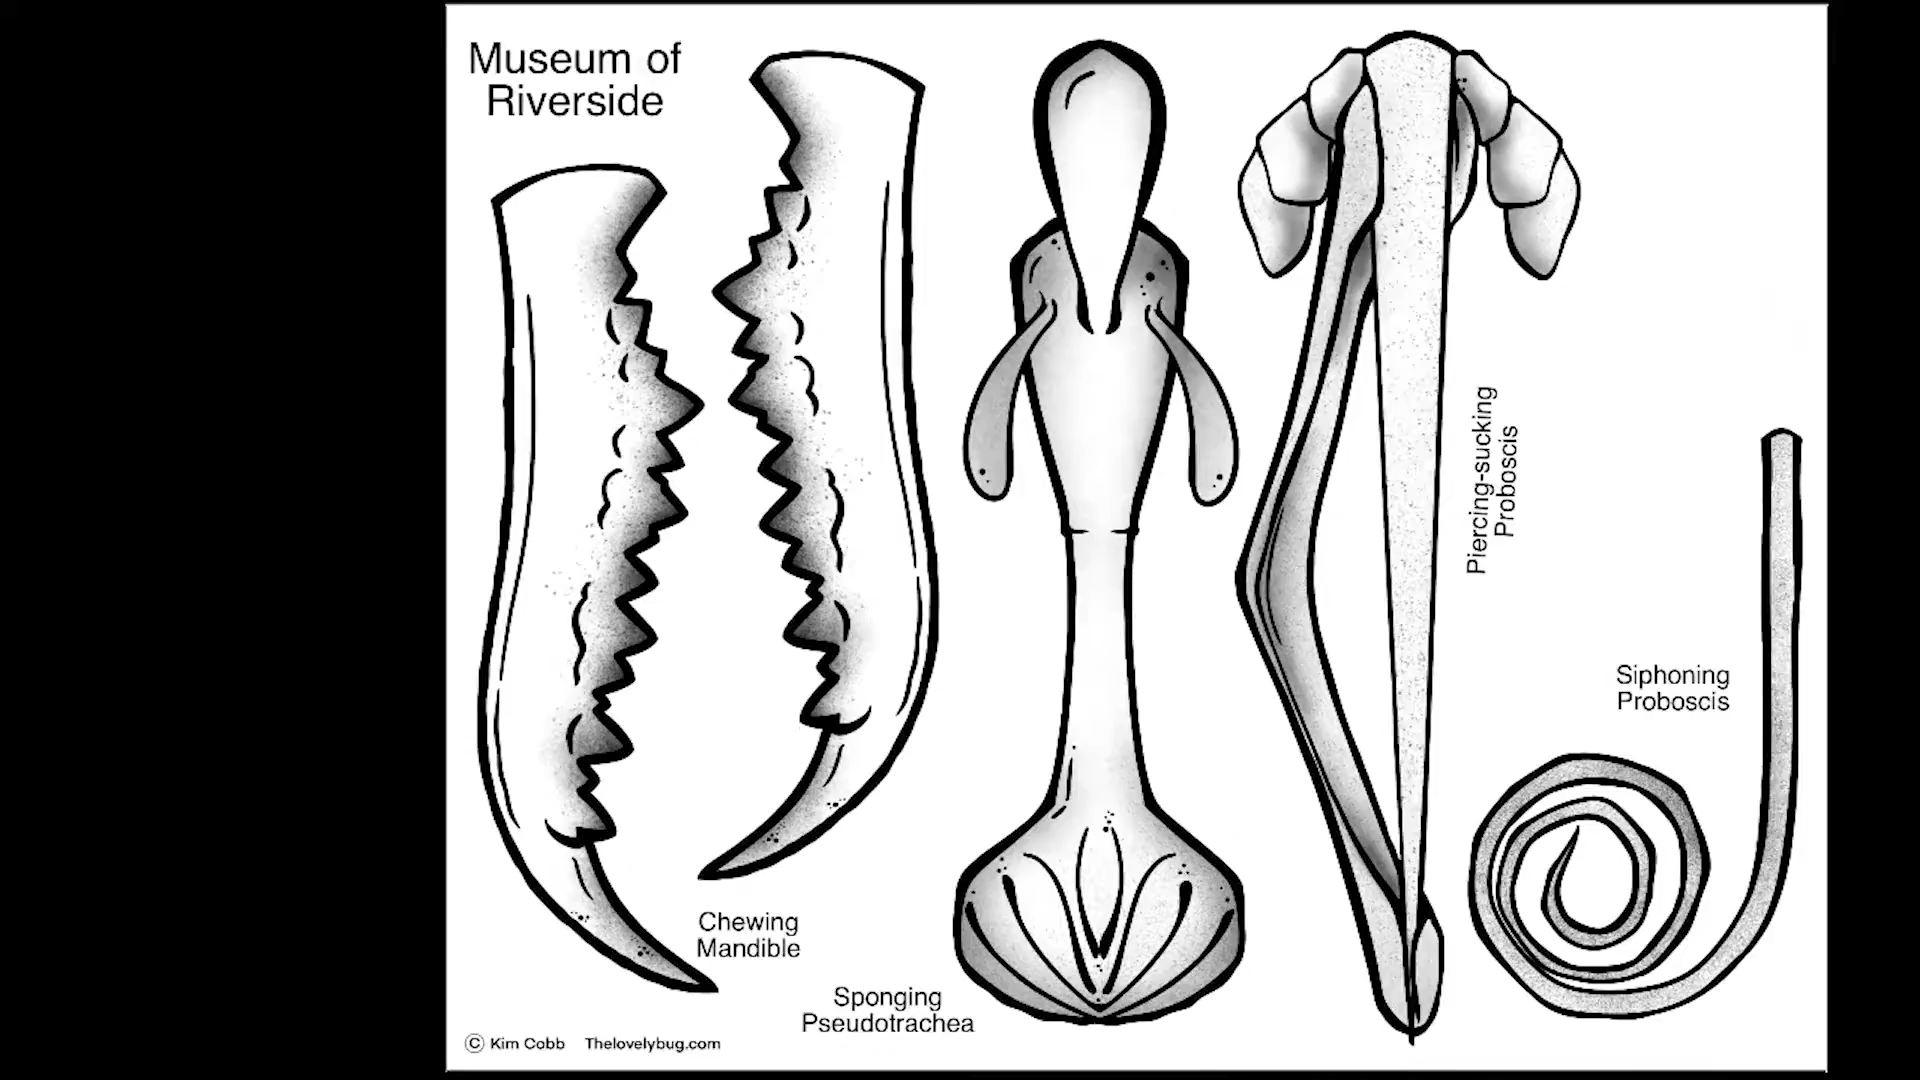 Museum of
Riverside
Piercing-sucking
Proboscis
Siphoning
Proboscis
Chewing
Mandible
Sponging
Pseudotrachea
© Kim Cobb Thelovelybug.com